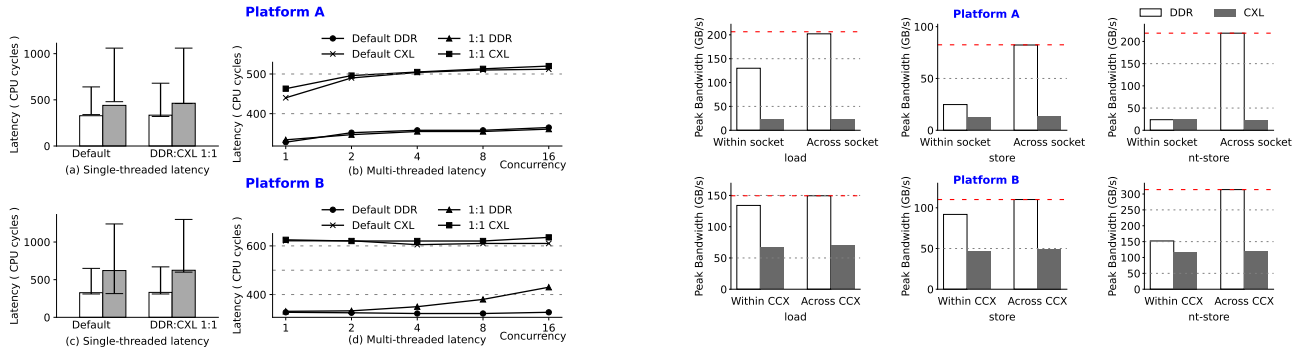 Platform A
Latency ( CPU cycles )
1000
500
0
Default
DDR:CXL 1:1
(a) Single-threaded latency
Latency ( CPU cycles )
Default DDR
Default CXL
1:1 DDR
1:1 CXL
500
400
1
2
4
8
16
Concurrency
(b) Multi-threaded latency
Platform B
Latency ( CPU cycles )
1000
500
0
Default
DDR:CXL 1:1
(c) Single-threaded latency
Latency ( CPU cycles )
Default DDR
Default CXL
1:1 DDR
1:1 CXL
600
400
1
2
4
8
16
Concurrency
(d) Multi-threaded latency
DDR
CXL
Platform A
Peak Bandwidth (GB/s)
200
150
100
50
0
Within socket
Across socket
load
Peak Bandwidth (GB/s)
100
50
0
Within socket
Across socket
store
Peak Bandwidth (GB/s)
200
150
100
50
0
Within socket
Across socket
nt-store
Platform B
Peak Bandwidth (GB/s)
150
100
50
0
Within CCX
Across CCX
load
Peak Bandwidth (GB/s)
100
50
0
Within CCX
Across CCX
store
Peak Bandwidth (GB/s)
300
250
200
150
100
50
0
Within CCX
Across CCX
nt-store